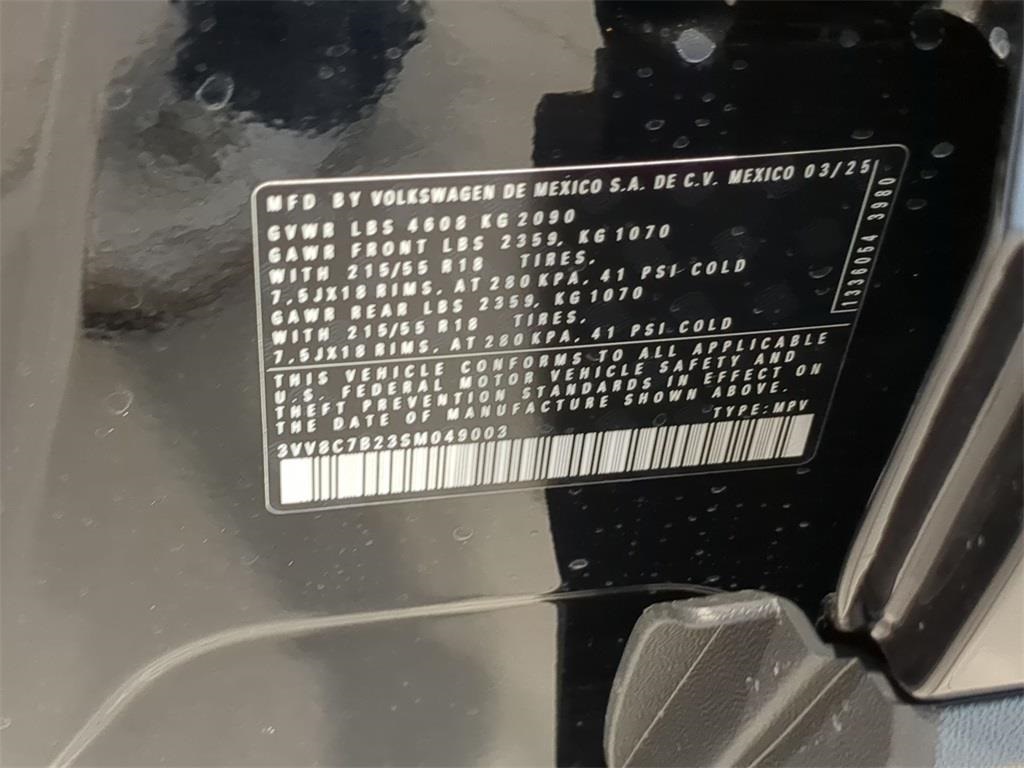 MFD BY VOLKSWAGEN DE MEXICO S.A. DE C.V. MEXICO 03/25
GVWR LBS 4608 KG 2090
GAWR FRONT LBS 2359, KG 1070
WITH 215/55 R18 TIRES,
7,5JX18 RIMS, AT 280 KPA, 41 PSI COLD
GAWR REAR LBS 2359, KG 1070
WITH 215/55 R18 TIRES,
7,5JX18 RIMS, AT 280 KPA, 41 PSI COLD
1336054 3980
THIS VEHICLE CONFORMS TO ALL APPLICABLE
U.S. FEDERAL MOTOR VEHICLE SAFETY AND
THEFT PREVENTION STANDARDS IN EFFECT ON
THE DATE OF MANUFACTURE SHOWN ABOVE.
3VV8C7B23SM049003 TYPE: MPV